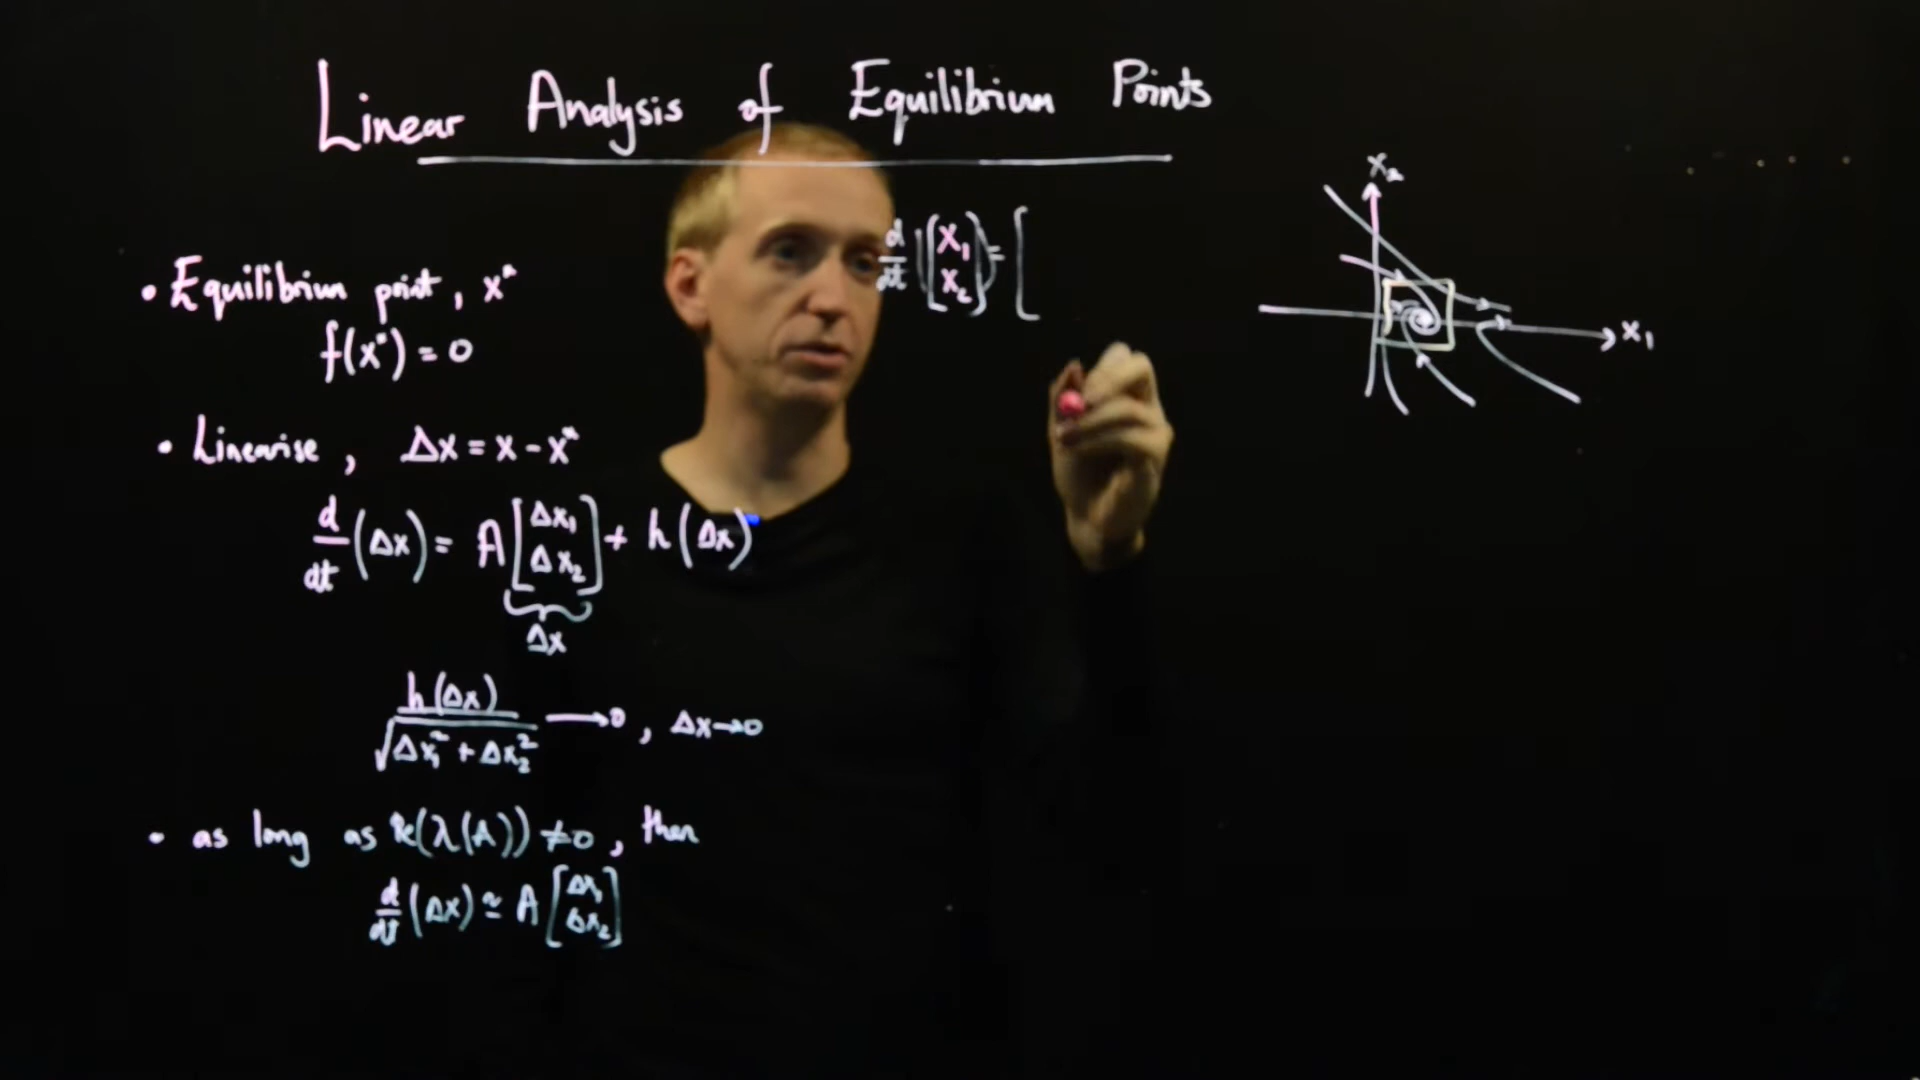 Linear Analysis of Equilibrium Points
• Equilibrium point, x*
f(x*) = 0
• Linearise, Δx = x - x*
d/dt (Δx) = A [Δx₁ Δx₂] + h(Δx)
Δx
h(Δx) / √(Δx₁² + Δx₂²) → 0, Δx → 0
• as long as Re(λ(A)) ≠ 0, then
d/dt (Δx) ≃ A [Δx₁ Δx₂]
d/dt ([x₁ x₂]) = [
x₂
x₁